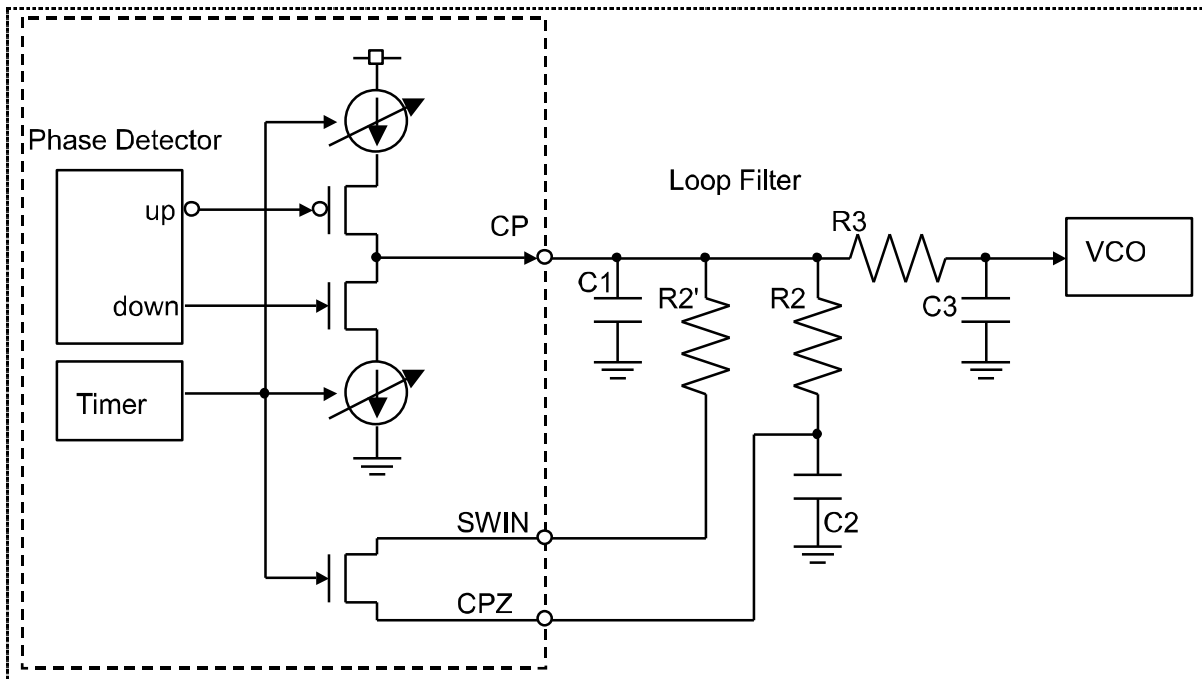 Phase Detector
up
down
Timer
CP
SWIN
CPZ
Loop Filter
C1
R2'
R2
R3
C3
C2
VCO